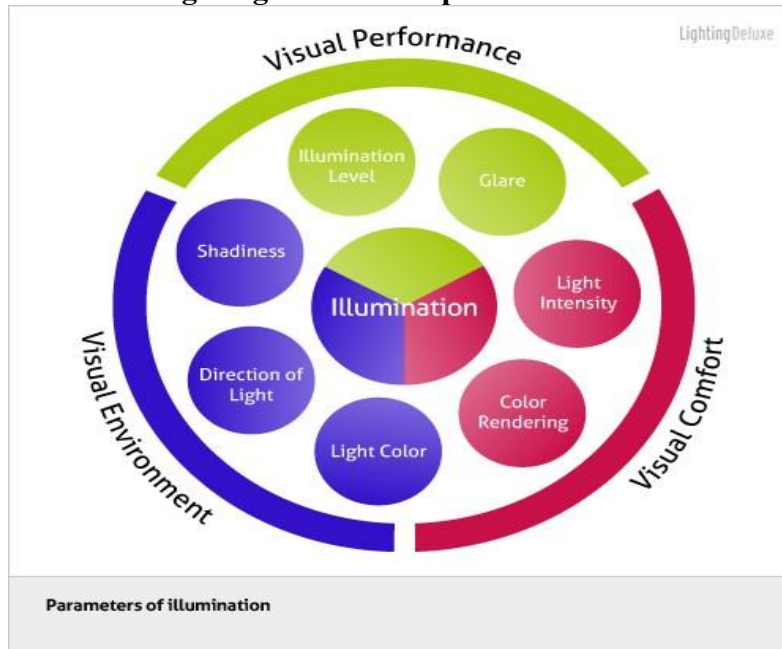 Visual Performance
LightingDeluxe
Illumination
Level
Glare
Shadiness
Illumination
Light
Intensity
Direction of
Light
Color
Rendering
Light Color
Visual Environment
Visual Comfort
Parameters of illumination